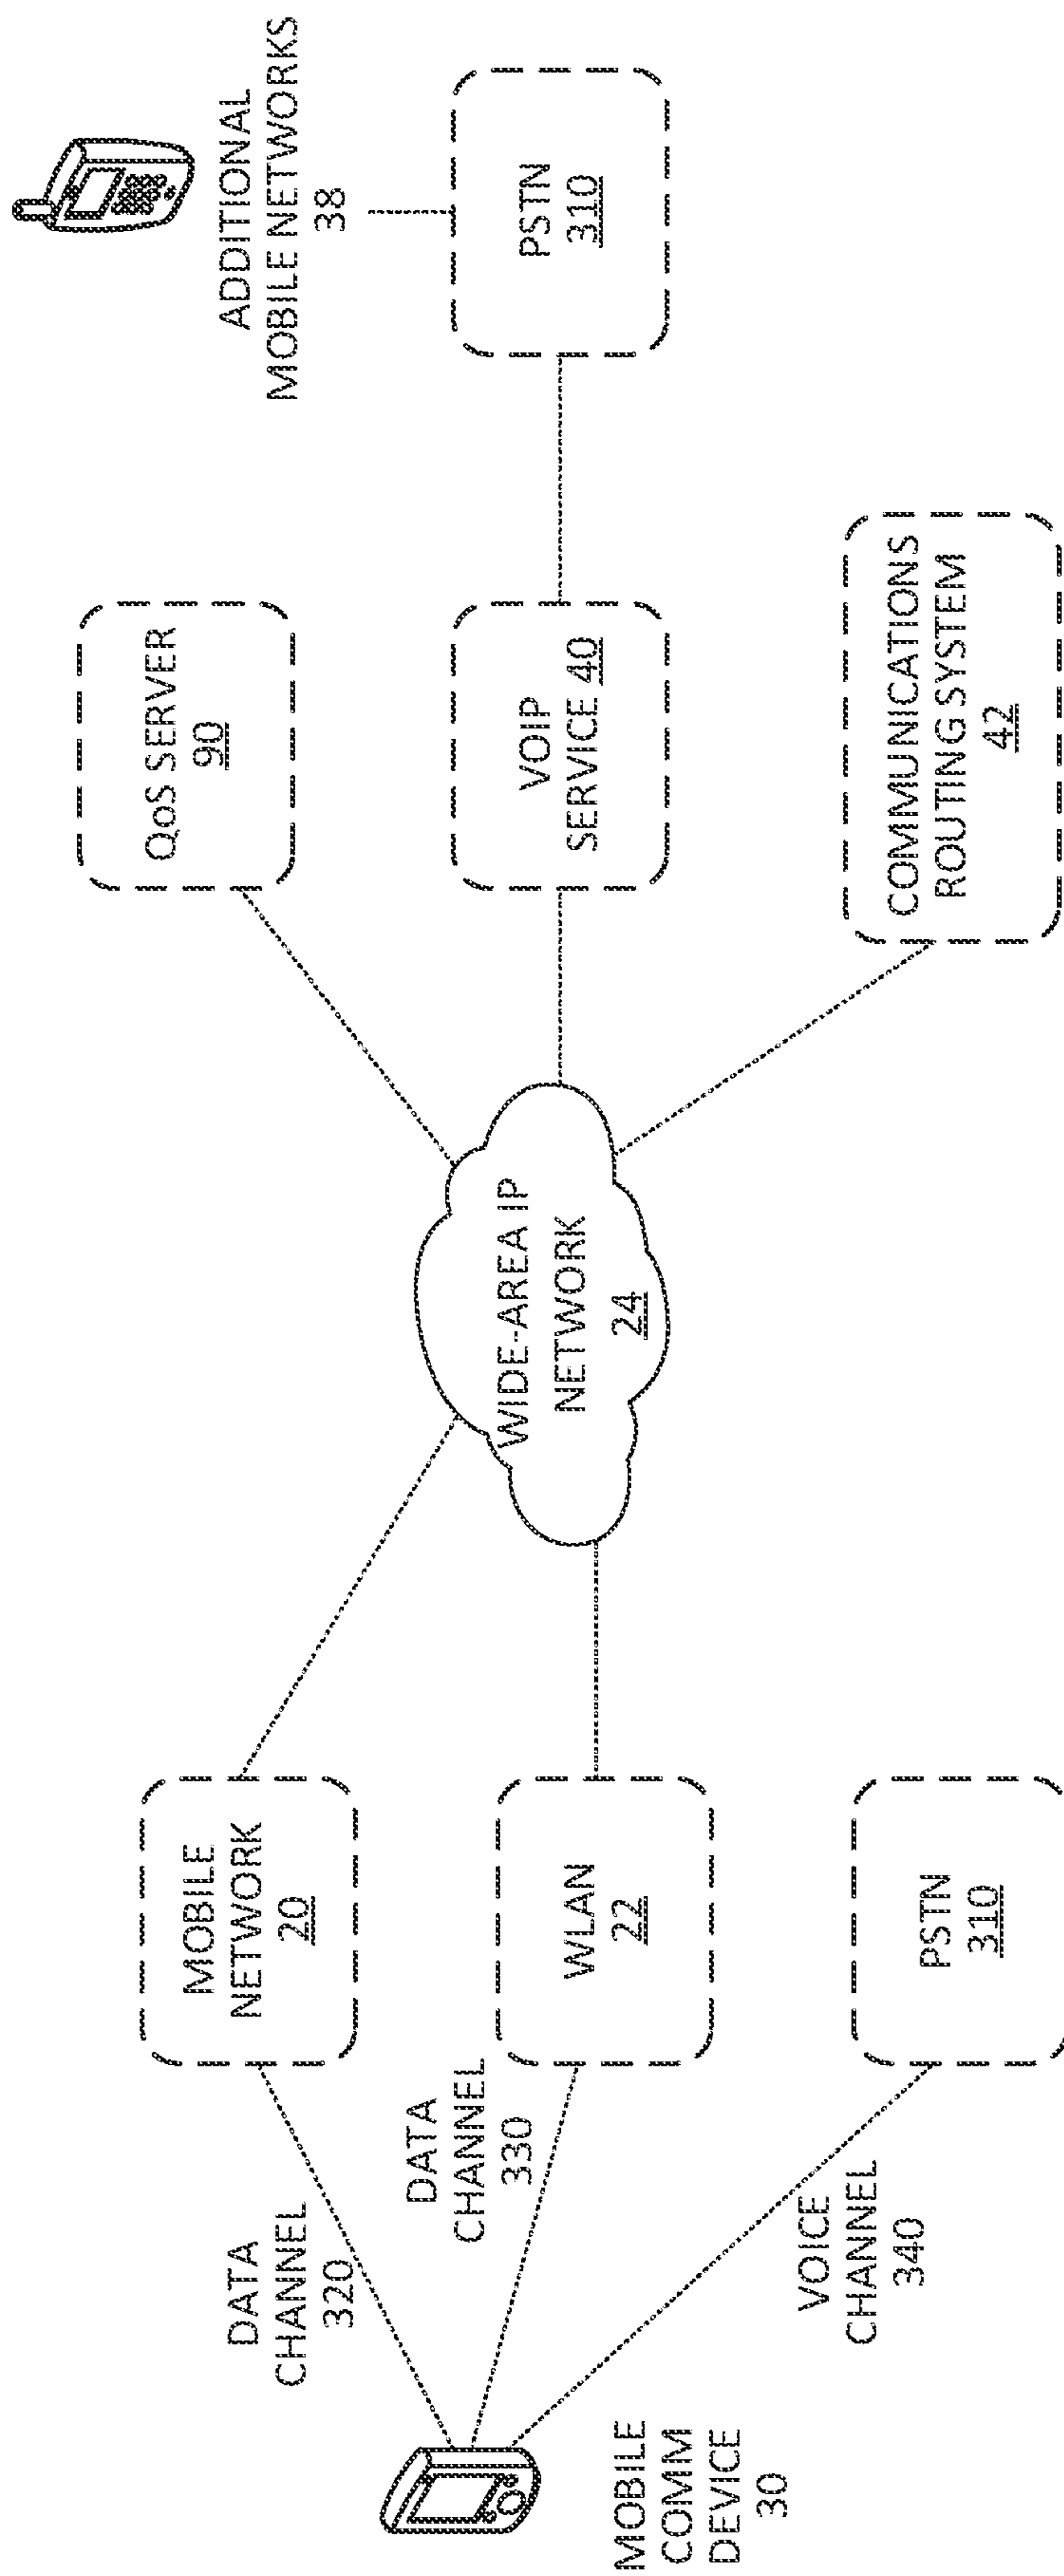 MOBILE
COMM
DEVICE
30
DATA
CHANNEL
320
DATA
CHANNEL
330
VOICE
CHANNEL
340
MOBILE
NETWORK
20
WLAN
22
PSTN
310
WIDE-AREA IP
NETWORK
24
QoS SERVER
90
VOIP
SERVICE 40
COMMUNICATIONS
ROUTING SYSTEM
42
ADDITIONAL
MOBILE NETWORKS
38
PSTN
310